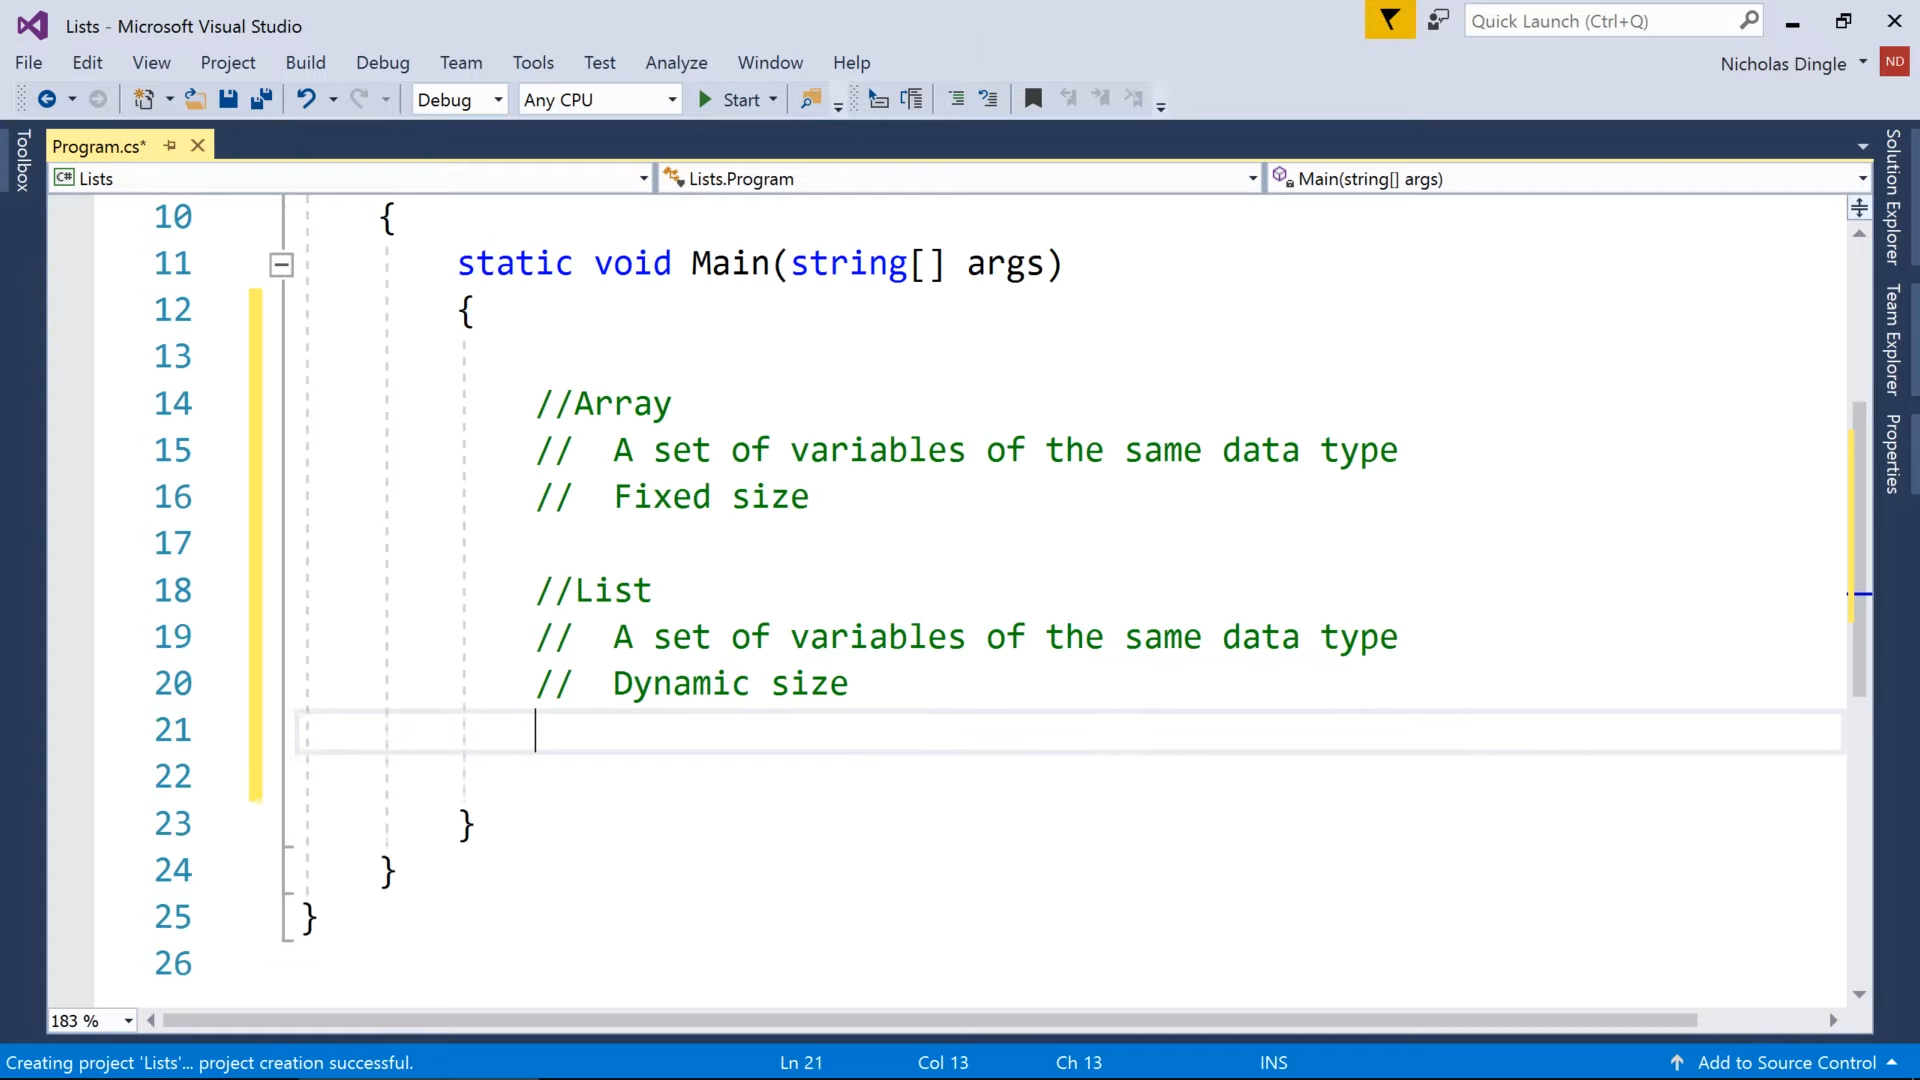 Lists - Microsoft Visual Studio
Quick Launch (Ctrl+Q)
File Edit View Project Build Debug Team Tools Test Analyze Window Help
Nicholas Dingle ND
Debug Any CPU Start
Toolbox
Program.cs*
C# Lists Lists.Program Main(string[] args)
10 {
11 static void Main(string[] args)
12 {
13
14 //Array
15 //  A set of variables of the same data type
16 //  Fixed size
17
18 //List
19 //  A set of variables of the same data type
20 //  Dynamic size
21
22
23 }
24 }
25 }
26
Solution Explorer
Team Explorer
Properties
183 %
Creating project 'Lists'... project creation successful. Ln 21 Col 13 Ch 13 INS Add to Source Control